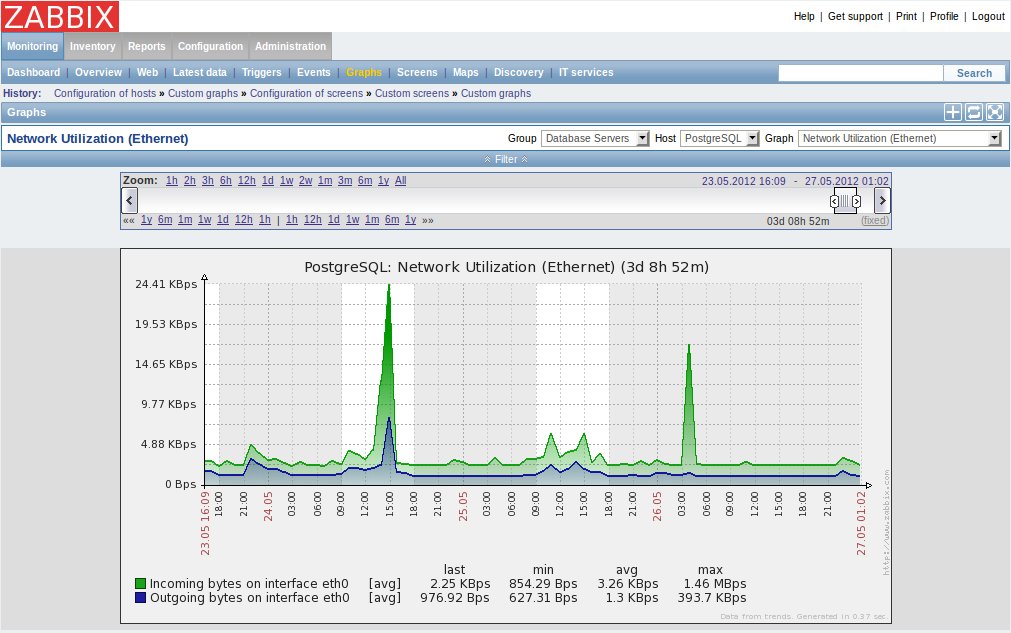 ZABBIX
Help | Get support | Print | Profile | Logout
Monitoring Inventory Reports Configuration Administration
Dashboard | Overview | Web | Latest data | Triggers | Events | Graphs | Screens | Maps | Discovery | IT services Search
History: Configuration of hosts » Custom graphs » Configuration of screens » Custom screens » Custom graphs
Graphs
Network Utilization (Ethernet) Group Database Servers Host PostgreSQL Graph Network Utilization (Ethernet)
Filter
Zoom: 1h 2h 3h 6h 12h 1d 1w 2w 1m 3m 6m 1y All 23.05.2012 16:09 - 27.05.2012 01:02
«« 1y 6m 1m 1w 1d 12h 1h | 1h 12h 1d 1w 1m 6m 1y »» 03d 08h 52m (fixed)
PostgreSQL: Network Utilization (Ethernet) (3d 8h 52m)
24.41 KBps
19.53 KBps
14.65 KBps
9.77 KBps
4.88 KBps
0 Bps
23.05 16:09 18:00 21:00 24.05 03:00 06:00 09:00 12:00 15:00 18:00 21:00 25.05 03:00 06:00 09:00 12:00 15:00 18:00 21:00 26.05 03:00 06:00 09:00 12:00 15:00 18:00 21:00 27.05 01:02
http://www.zabbix.com
last min avg max
Incoming bytes on interface eth0 [avg] 2.25 KBps 854.29 Bps 3.26 KBps 1.46 MBps
Outgoing bytes on interface eth0 [avg] 976.92 Bps 627.31 Bps 1.3 KBps 393.7 KBps
Data from trends. Generated in 0.37 sec.